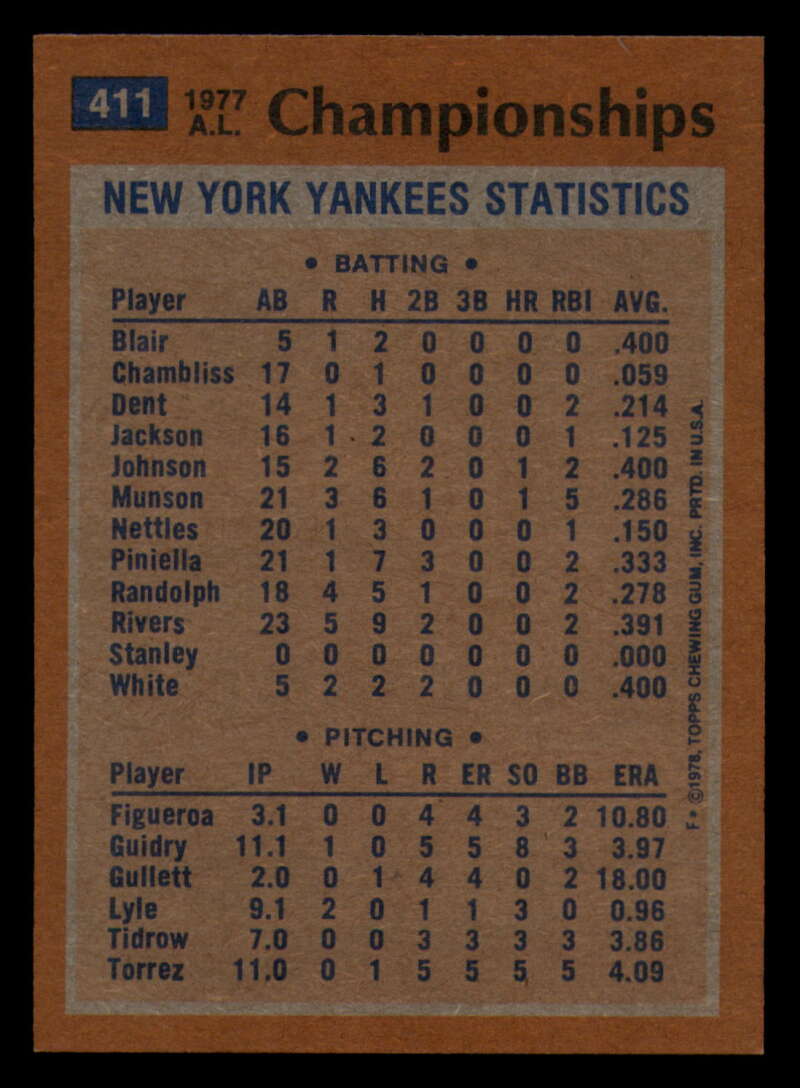 411 1977 A.L. Championships
NEW YORK YANKEES STATISTICS
• BATTING •
Player AB R H 2B 3B HR RBI AVG.
Blair 5 1 2 0 0 0 0 .400
Chambliss 17 0 1 0 0 0 0 .059
Dent 14 1 3 1 0 0 2 .214
Jackson 16 1 2 0 0 0 1 .125
Johnson 15 2 6 2 0 1 2 .400
Munson 21 3 6 1 0 1 5 .286
Nettles 20 1 3 0 0 0 1 .150
Piniella 21 1 7 3 0 0 2 .333
Randolph 18 4 5 1 0 0 2 .278
Rivers 23 5 9 2 0 0 2 .391
Stanley 0 0 0 0 0 0 0 .000
White 5 2 2 2 0 0 0 .400
• PITCHING •
Player IP W L R ER SO BB ERA
Figueroa 3.1 0 0 4 4 3 2 10.80
Guidry 11.1 1 0 5 5 8 3 3.97
Gullett 2.0 0 1 4 4 0 2 18.00
Lyle 9.1 2 0 1 1 3 0 0.96
Tidrow 7.0 0 0 3 3 3 3 3.86
Torrez 11.0 0 1 5 5 5 5 4.09
F* ©1978, TOPPS CHEWING GUM, INC. PRTD. IN U.S.A.